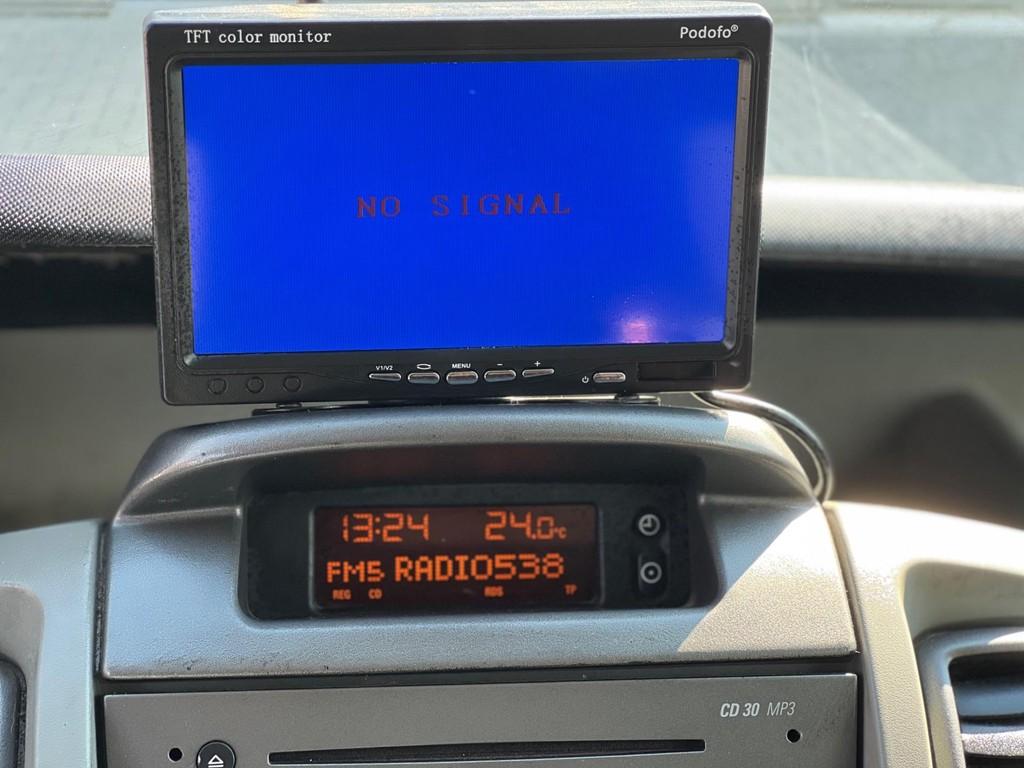 TFT color monitor Podofo®
NO SIGNAL
V1/V2 MENU - +
13:24 24.0°C
FM5 RADIO538
REG CD RDS TP
CD 30 MP3